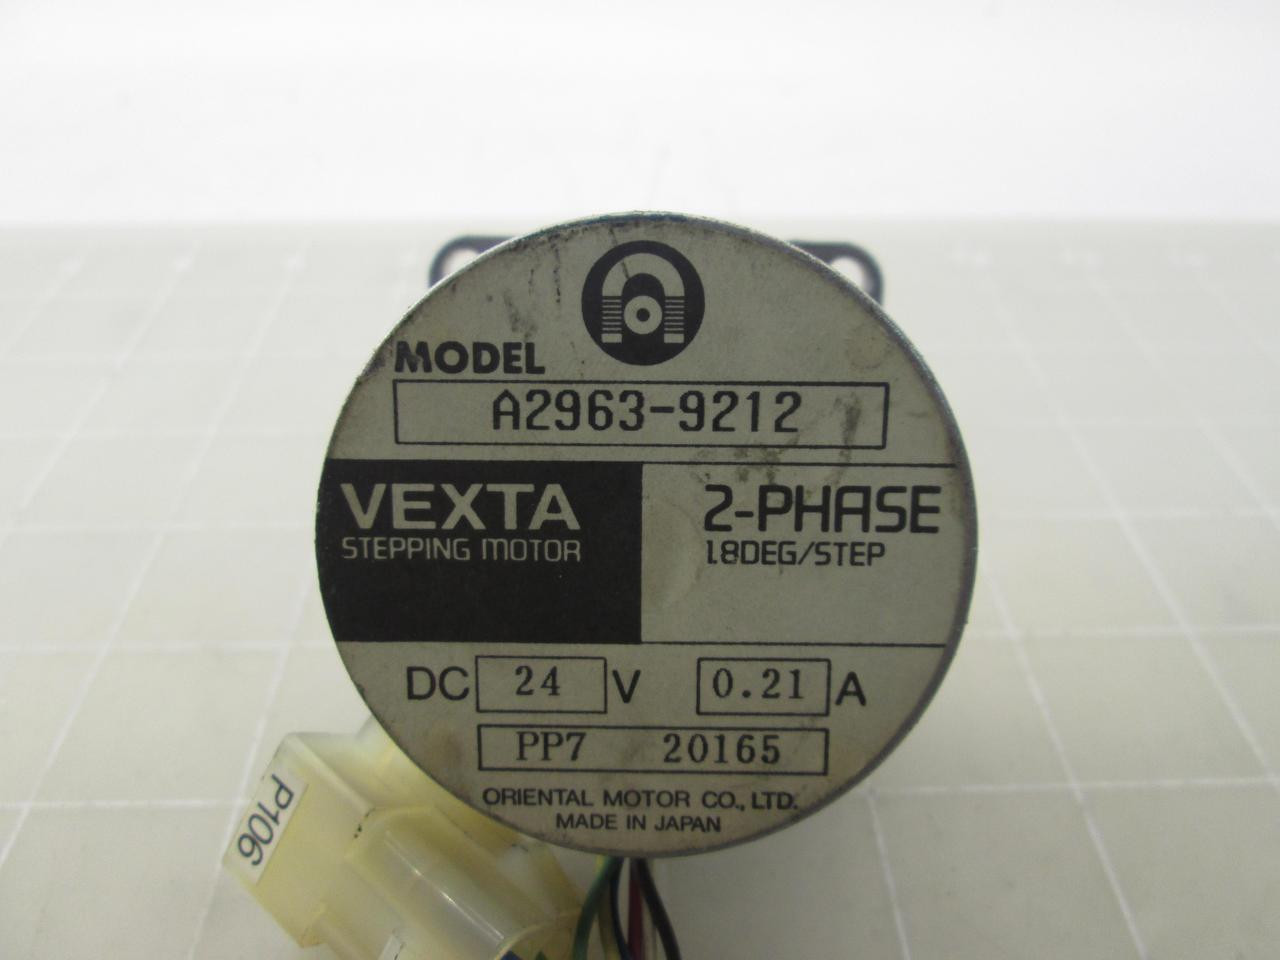 MODEL
A2963-9212
VEXTA
STEPPING MOTOR
2-PHASE
1.8DEG/STEP
DC 24 V 0.21 A
PP7 20165
ORIENTAL MOTOR CO., LTD.
MADE IN JAPAN
P106